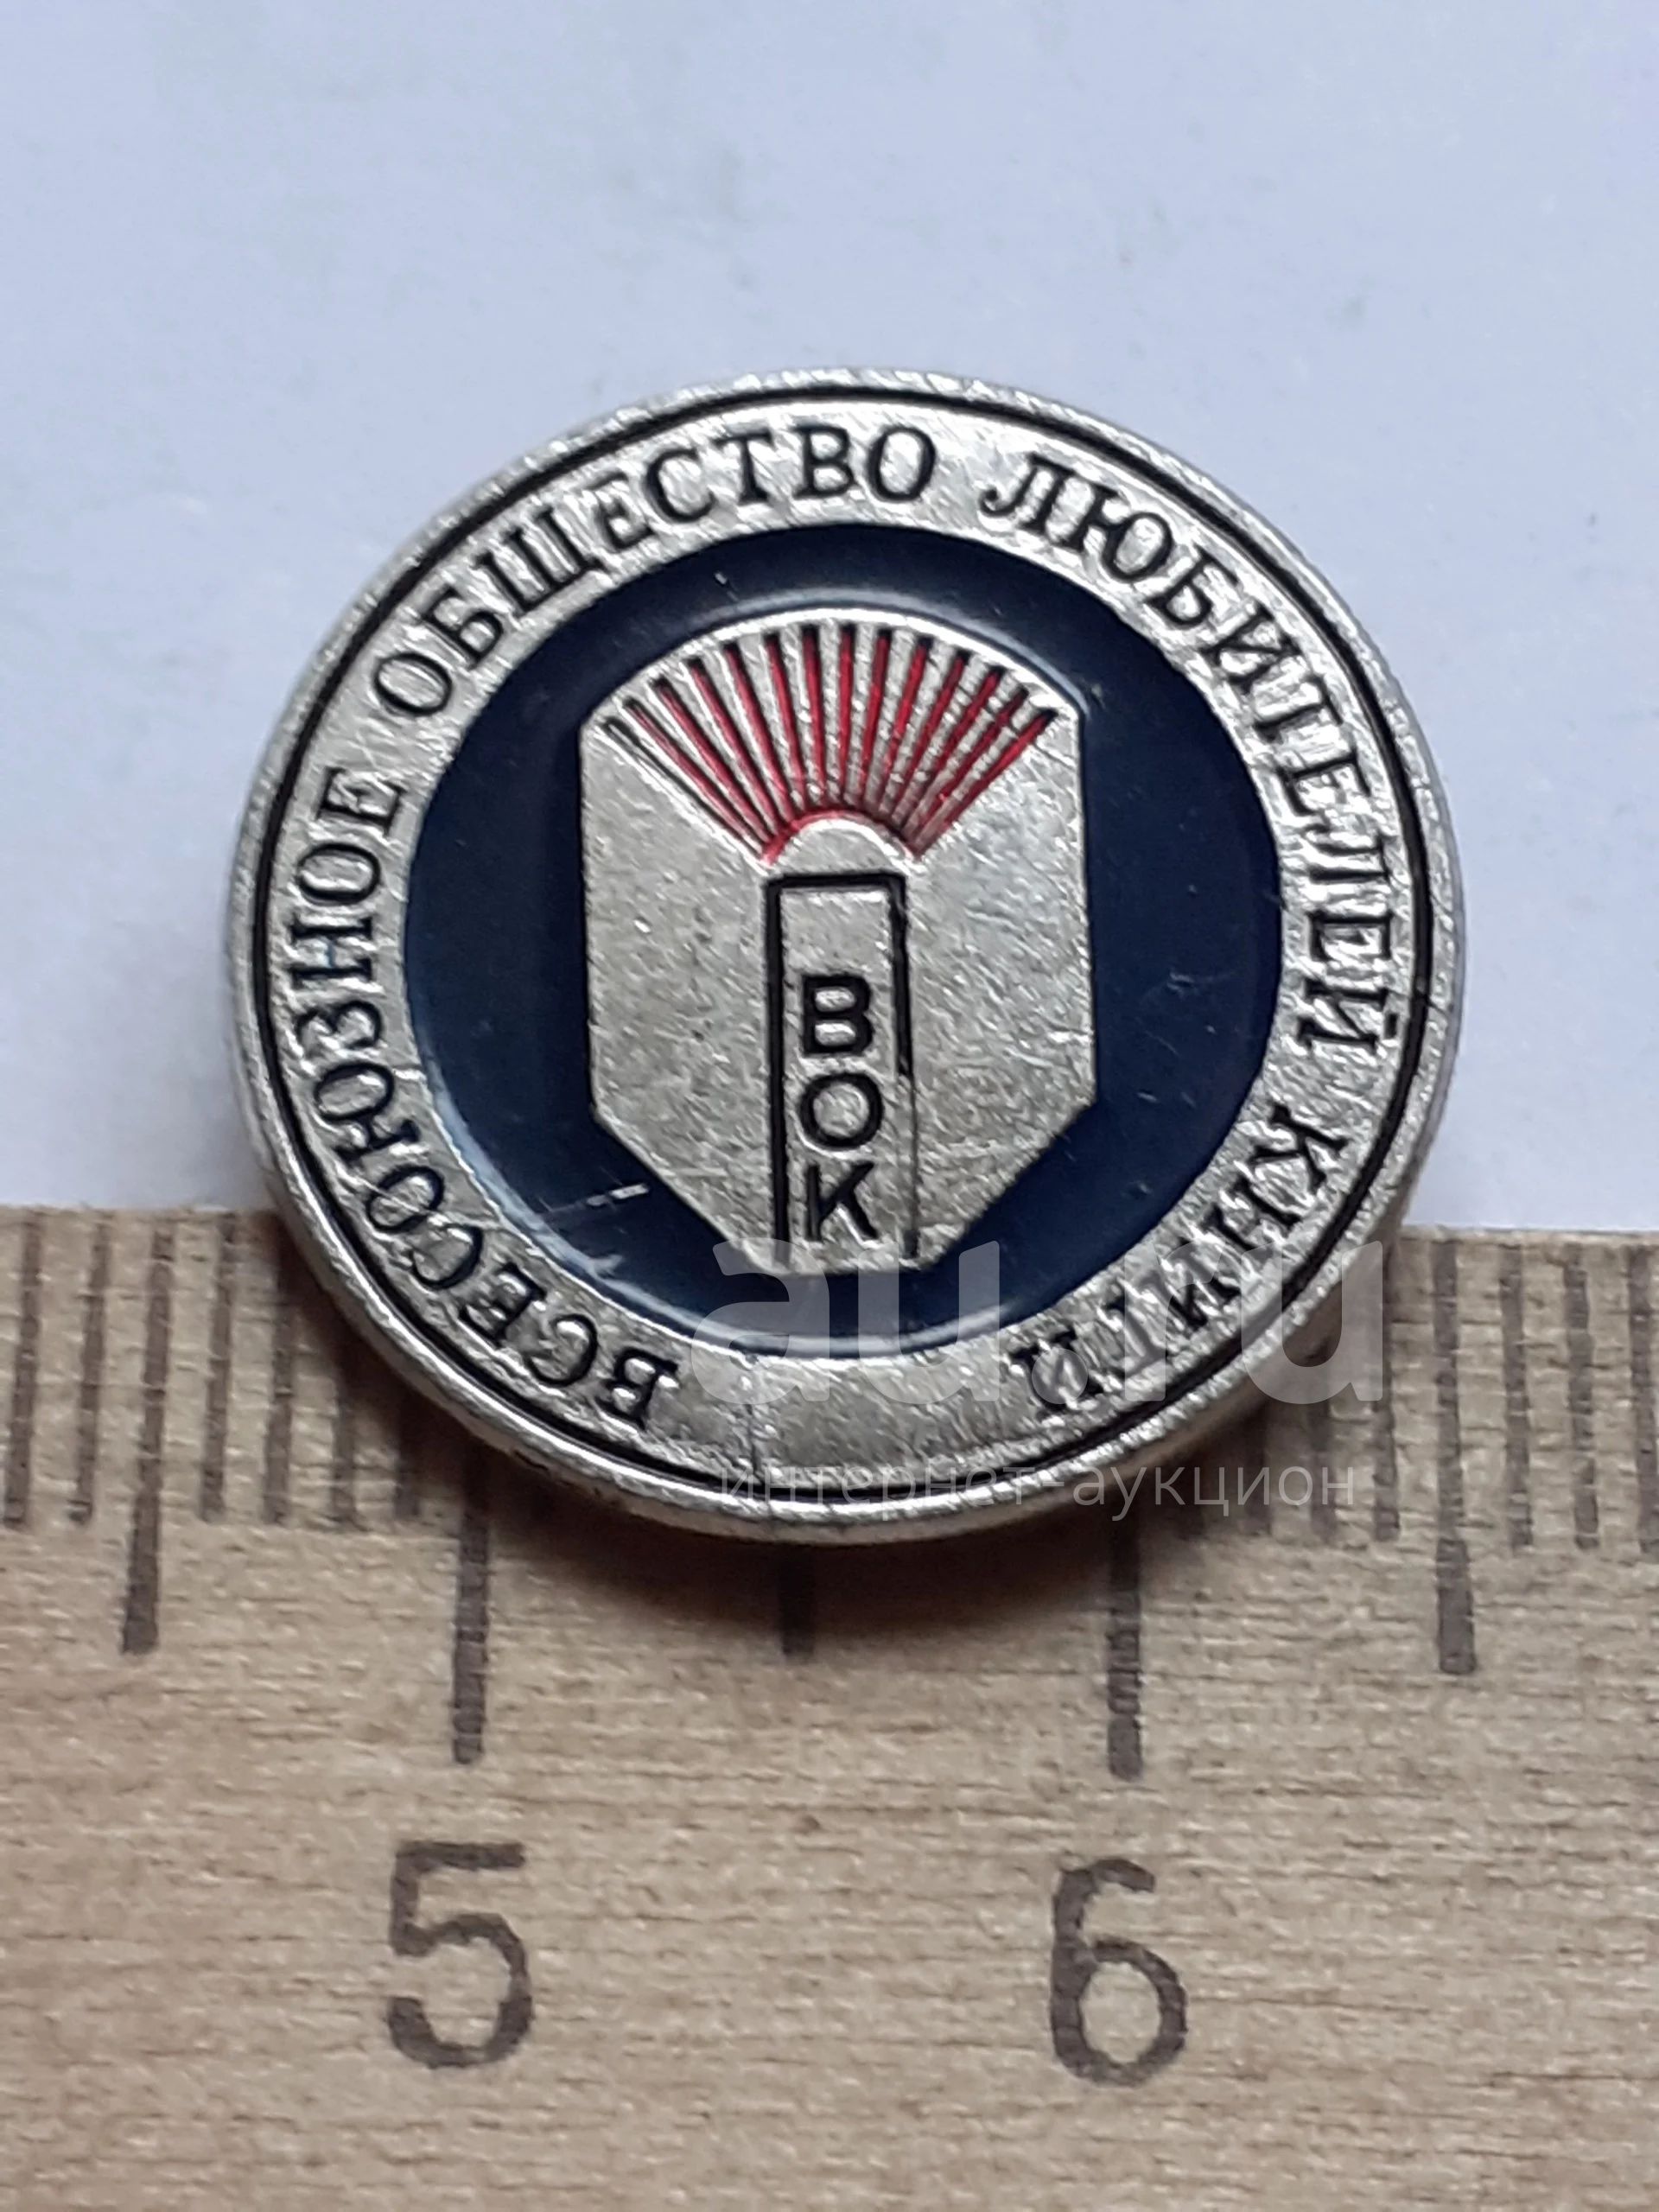 ВСЕСОЮЗНОЕ ОБЩЕСТВО ЛЮБИТЕЛЕЙ КНИГИ
ВОК
au.ru
интернет-аукцион
5 6